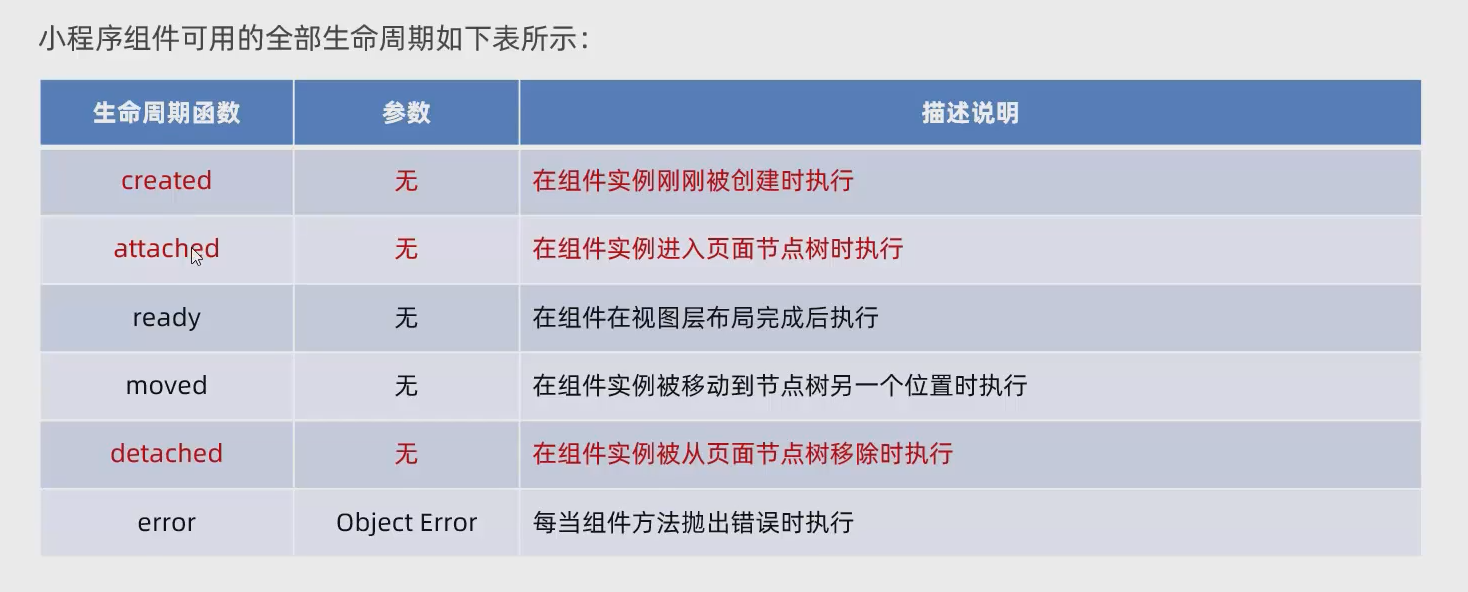 小程序组件可用的全部生命周期如下表所示：
生命周期函数 参数 描述说明
created 无 在组件实例刚刚被创建时执行
attached 无 在组件实例进入页面节点树时执行
ready 无 在组件在视图层布局完成后执行
moved 无 在组件实例被移动到节点树另一个位置时执行
detached 无 在组件实例被从页面节点树移除时执行
error Object Error 每当组件方法抛出错误时执行